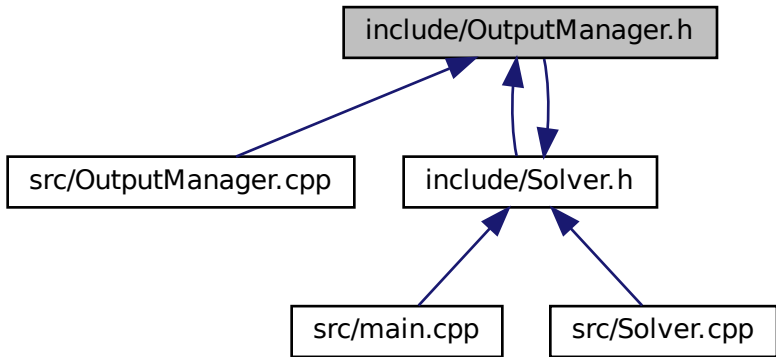 include/OutputManager.h
src/OutputManager.cpp
include/Solver.h
src/main.cpp
src/Solver.cpp